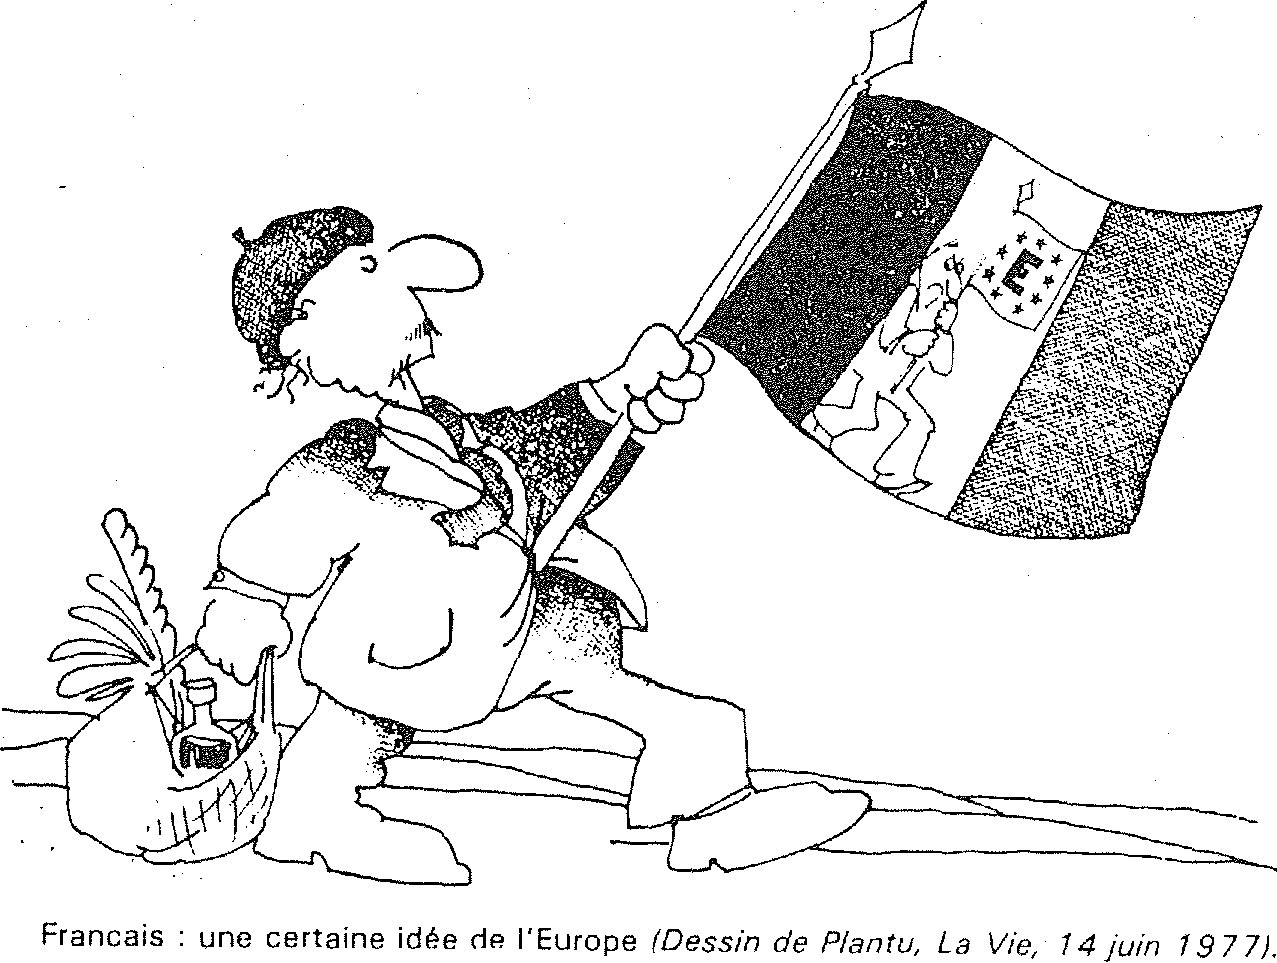 E
Francais : une certaine idée de l'Europe (Dessin de Plantu, La Vie, 14 juin 1977).